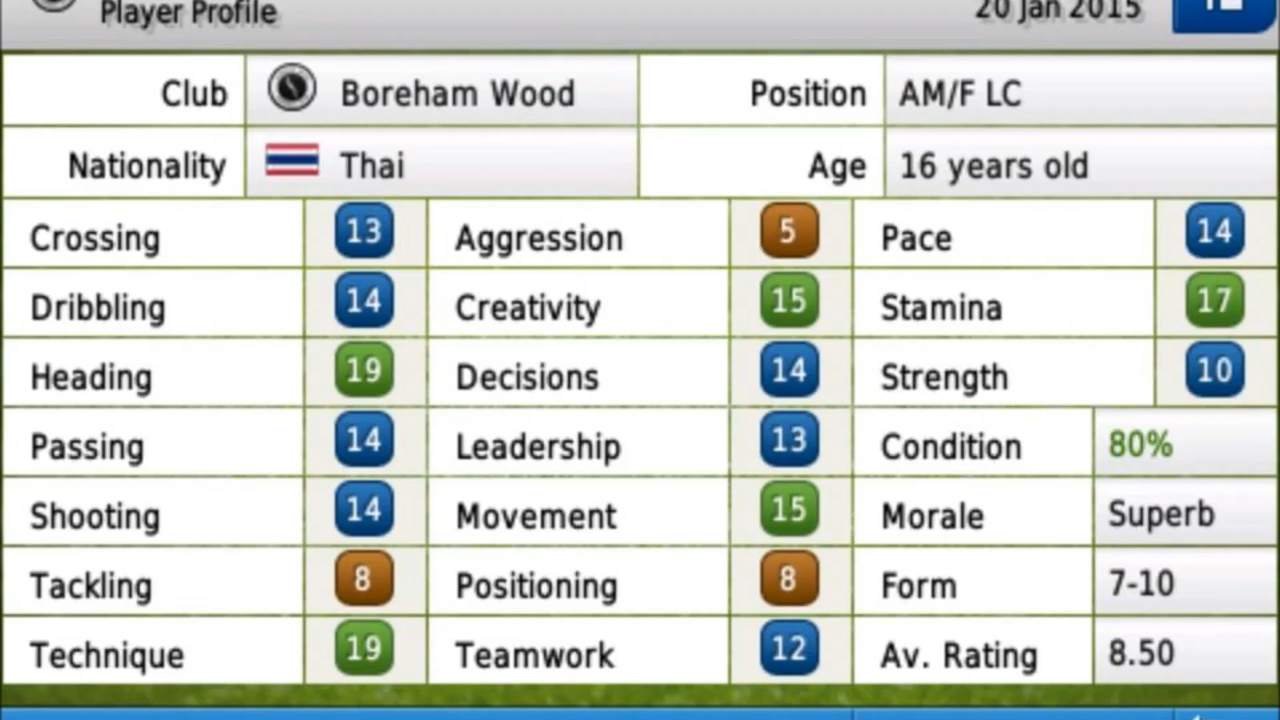 Player Profile 20 Jan 2015 12
Club Boreham Wood Position AM/F LC
Nationality Thai Age 16 years old
Crossing 13 Aggression 5 Pace 14
Dribbling 14 Creativity 15 Stamina 17
Heading 19 Decisions 14 Strength 10
Passing 14 Leadership 13 Condition 80%
Shooting 14 Movement 15 Morale Superb
Tackling 8 Positioning 8 Form 7-10
Technique 19 Teamwork 12 Av. Rating 8.50